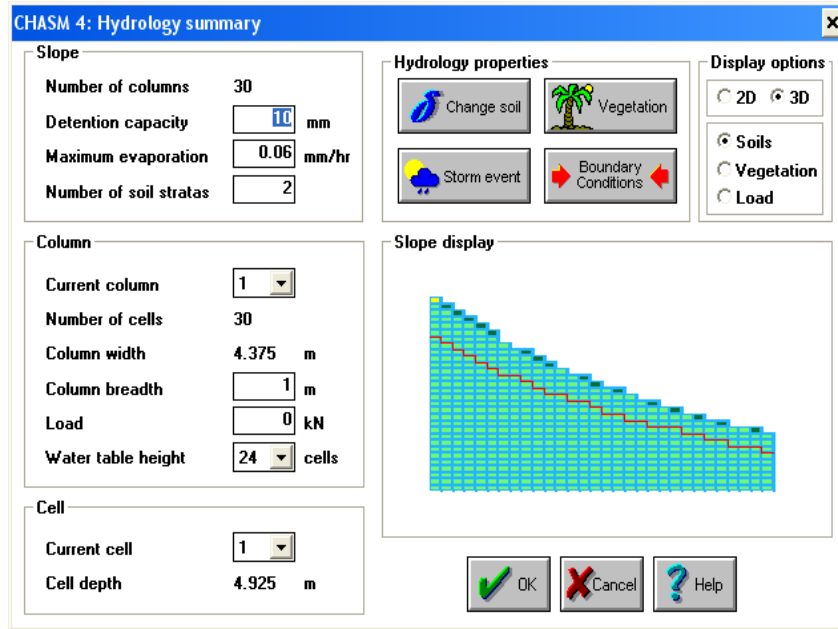 CHASM 4: Hydrology summary
Slope
Number of columns 30
Detention capacity 10 mm
Maximum evaporation 0.06 mm/hr
Number of soil stratas 2
Hydrology properties
Change soil
Vegetation
Storm event
Boundary
Conditions
Display options
2D 3D
Soils
Vegetation
Load
Column
Current column 1
Number of cells 30
Column width 4.375 m
Column breadth 1 m
Load 0 kN
Water table height 24 cells
Slope display
Cell
Current cell 1
Cell depth 4.925 m
OK
Cancel
Help